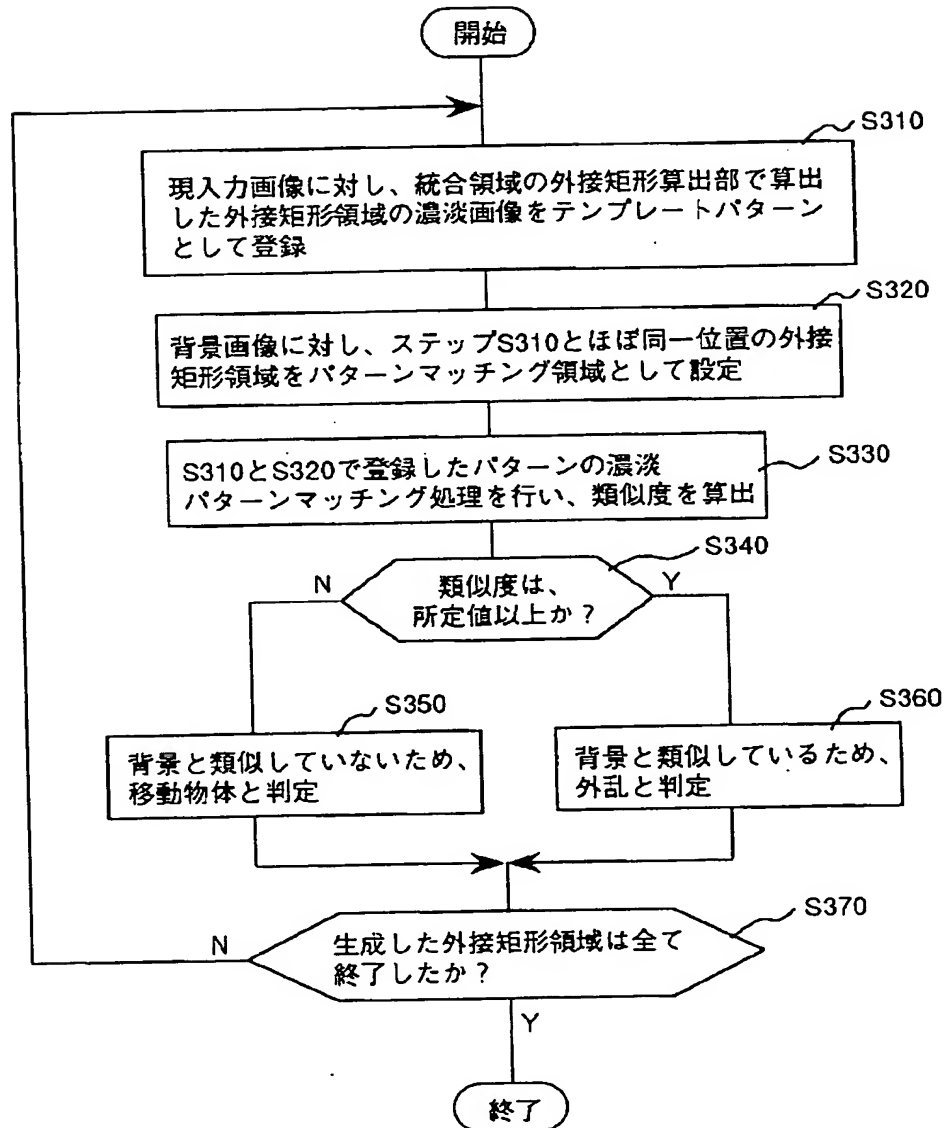 開始
S310
現入力画像に対し、統合領域の外接矩形算出部で算出
した外接矩形領域の濃淡画像をテンプレートパターン
として登録
S320
背景画像に対し、ステップS310とほぼ同一位置の外接
矩形領域をパターンマッチング領域として設定
S330
S310とS320で登録したパターンの濃淡
パターンマッチング処理を行い、類似度を算出
S340
N
類似度は、
所定値以上か？
Y
S350
背景と類似していないため、
移動物体と判定
S360
背景と類似しているため、
外乱と判定
S370
N
生成した外接矩形領域は全て
終了したか？
Y
終了